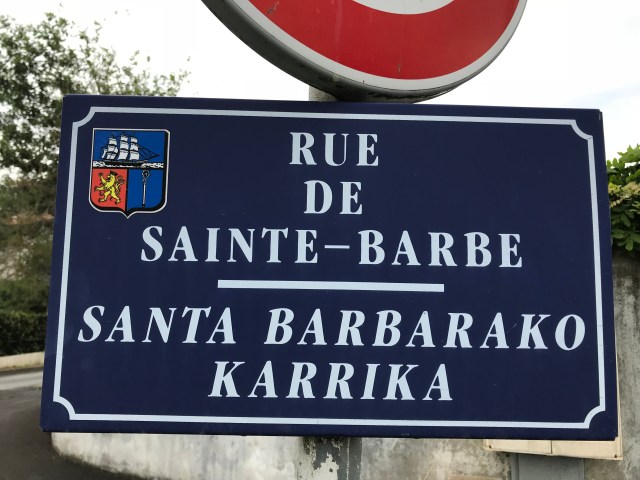 RUE
DE
SAINTE-BARBE
SANTA BARBARAKO
KARRIKA